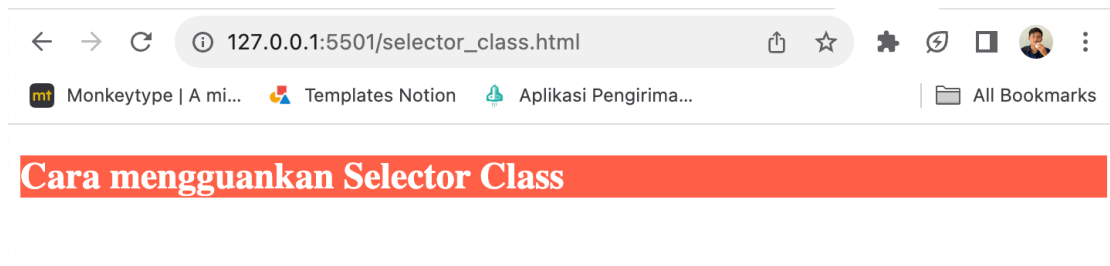 127.0.0.1:5501/selector_class.html
mt Monkeytype | A mi... Templates Notion Aplikasi Pengirima... All Bookmarks
Cara mengguankan Selector Class